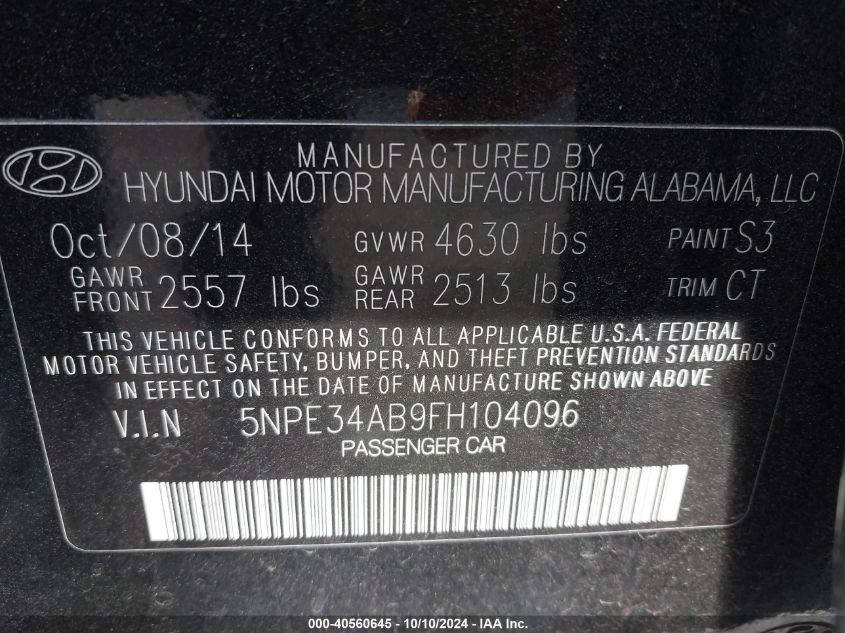 MANUFACTURED BY
HYUNDAI MOTOR MANUFACTURING ALABAMA, LLC
Oct/08/14 GVWR 4630 lbs PAINT S3
GAWR FRONT 2557 lbs GAWR REAR 2513 lbs TRIM CT
THIS VEHICLE CONFORMS TO ALL APPLICABLE U.S.A. FEDERAL
MOTOR VEHICLE SAFETY, BUMPER, AND THEFT PREVENTION STANDARDS
IN EFFECT ON THE DATE OF MANUFACTURE SHOWN ABOVE
V.I.N 5NPE34AB9FH104096
PASSENGER CAR
000-40560645 - 10/10/2024 - IAA Inc.